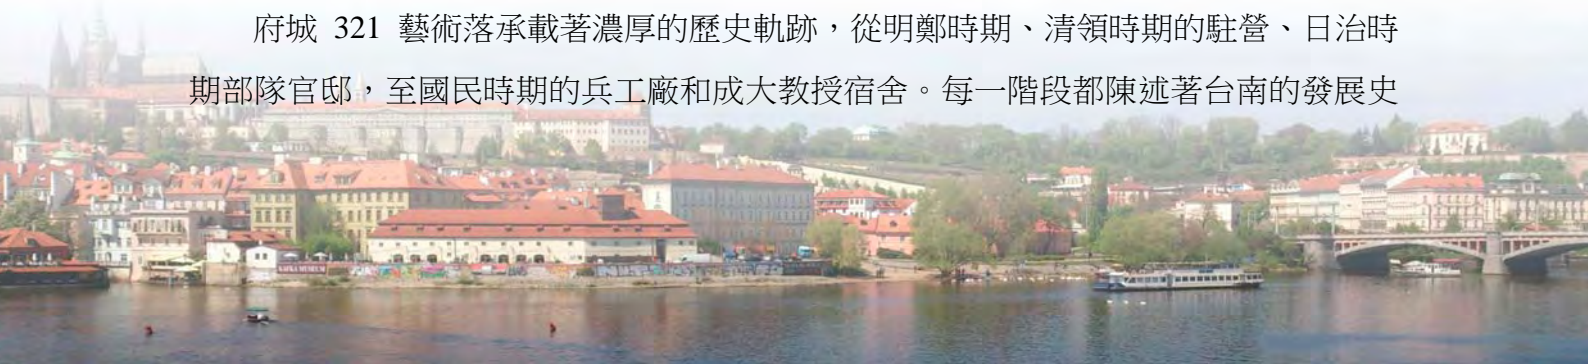 府城 321 藝術落承載著濃厚的歷史軌跡，從明鄭時期、清領時期的駐營、日治時
期部隊官邸，至國民時期的兵工廠和成大教授宿舍。每一階段都陳述著台南的發展史
KAFKA MUSEUM